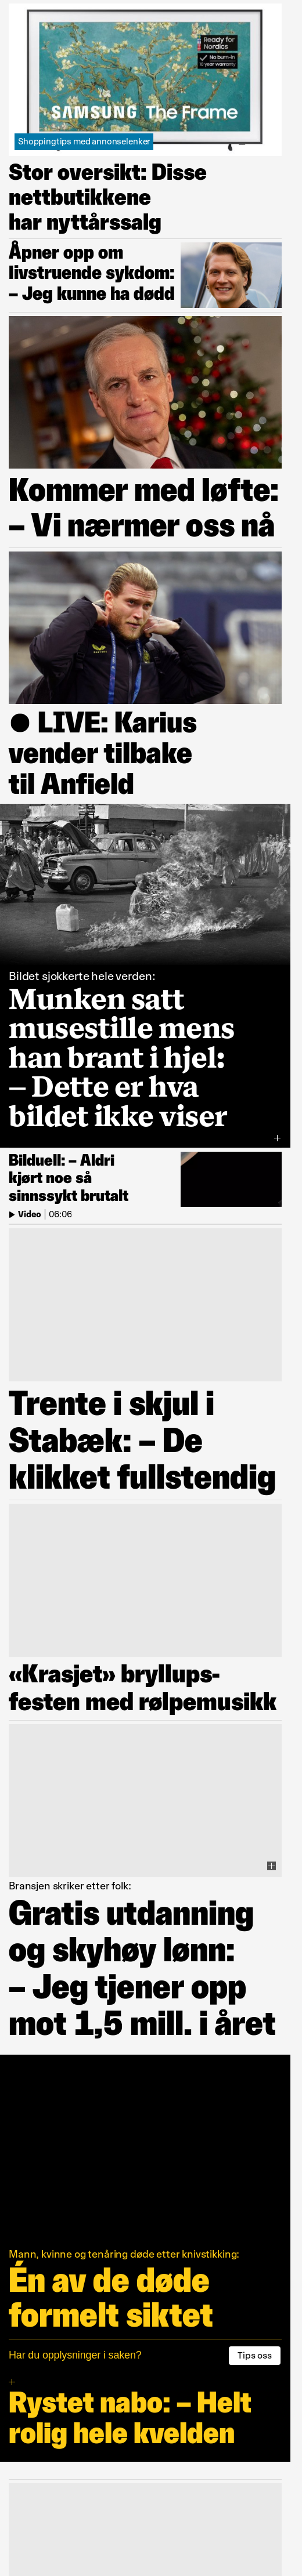 Ready for
Nordics
No burn-in
10 year warranty
SAMSUNG The Frame
Shoppingtips med annonselenker
Stor oversikt: Disse
nettbutikkene
har nyttårssalg
Åpner opp om
livstruende sykdom:
– Jeg kunne ha dødd
Kommer med løfte:
– Vi nærmer oss nå
LIVE: Karius
vender tilbake
til Anfield
Bildet sjokkerte hele verden:
Munken satt
musestille mens
han brant i hjel:
– Dette er hva
bildet ikke viser
Bilduell: – Aldri
kjørt noe så
sinnssykt brutalt
Video | 06:06
Trente i skjul i
Stabæk: – De
klikket fullstendig
«Krasjet» bryllups-
festen med rølpemusikk
Bransjen skriker etter folk:
Gratis utdanning
og skyhøy lønn:
– Jeg tjener opp
mot 1,5 mill. i året
Mann, kvinne og tenåring døde etter knivstikking:
Én av de døde
formelt siktet
Har du opplysninger i saken?
Tips oss
Rystet nabo: – Helt
rolig hele kvelden